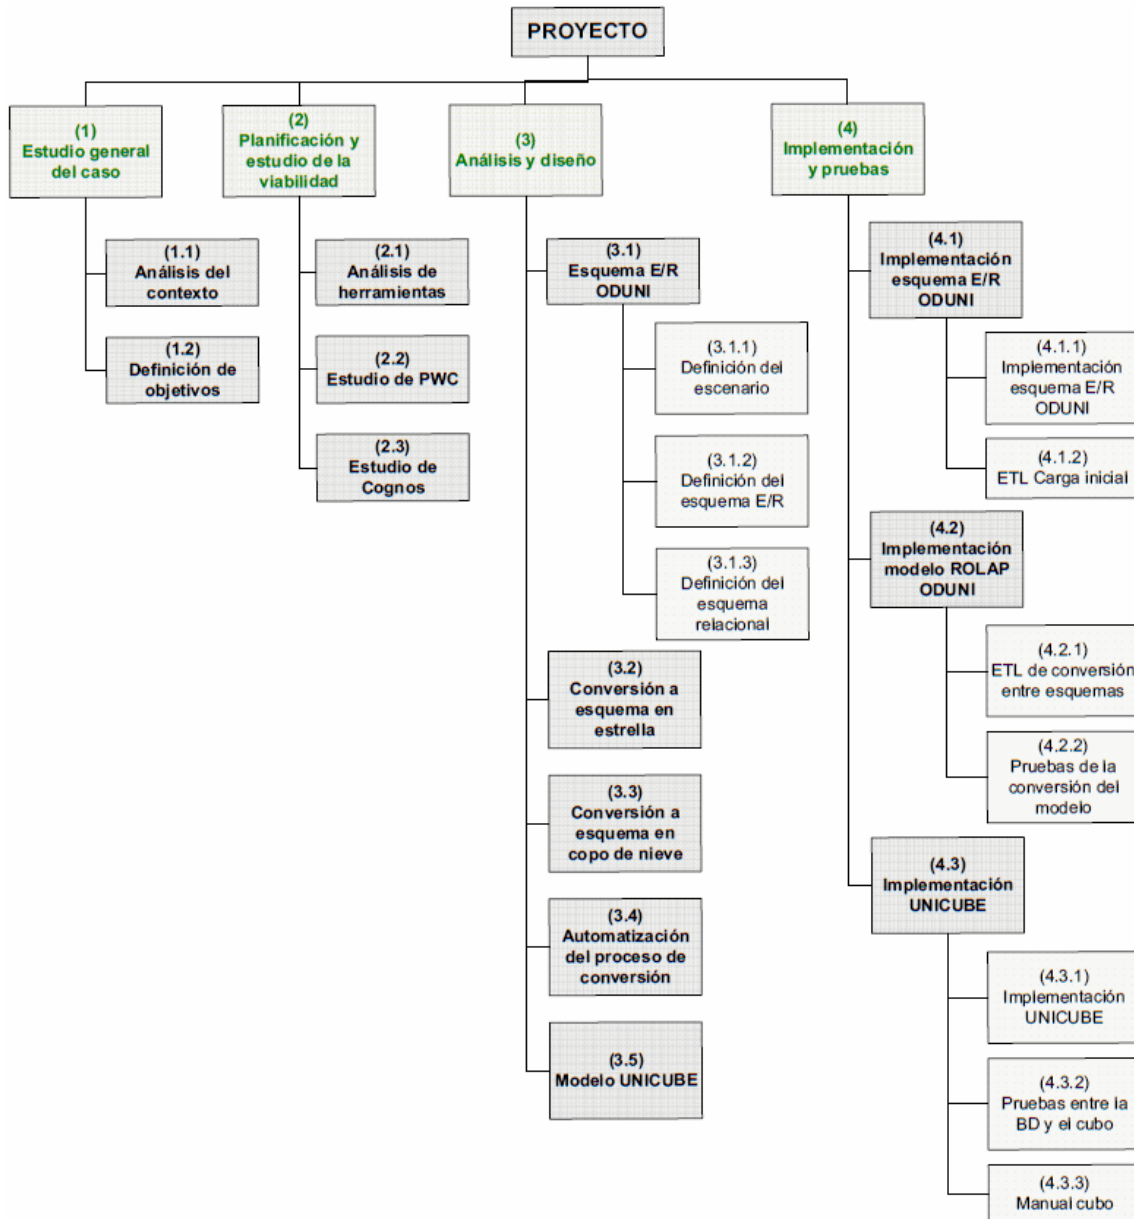 PROYECTO
(1)
Estudio general
del caso
(1.1)
Análisis del
contexto
(1.2)
Definición de
objetivos
(2)
Planificación y
estudio de la
viabilidad
(2.1)
Análisis de
herramientas
(2.2)
Estudio de PWC
(2.3)
Estudio de
Cognos
(3)
Análisis y diseño
(3.1)
Esquema E/R
ODUNI
(3.1.1)
Definición del
escenario
(3.1.2)
Definición del
esquema E/R
(3.1.3)
Definición del
esquema
relacional
(3.2)
Conversión a
esquema en
estrella
(3.3)
Conversión a
esquema en
copo de nieve
(3.4)
Automatización
del proceso de
conversión
(3.5)
Modelo UNICUBE
(4)
Implementación
y pruebas
(4.1)
Implementación
esquema E/R
ODUNI
(4.1.1)
Implementación
esquema E/R
ODUNI
(4.1.2)
ETL Carga inicial
(4.2)
Implementación
modelo ROLAP
ODUNI
(4.2.1)
ETL de conversión
entre esquemas
(4.2.2)
Pruebas de la
conversión del
modelo
(4.3)
Implementación
UNICUBE
(4.3.1)
Implementación
UNICUBE
(4.3.2)
Pruebas entre la
BD y el cubo
(4.3.3)
Manual cubo